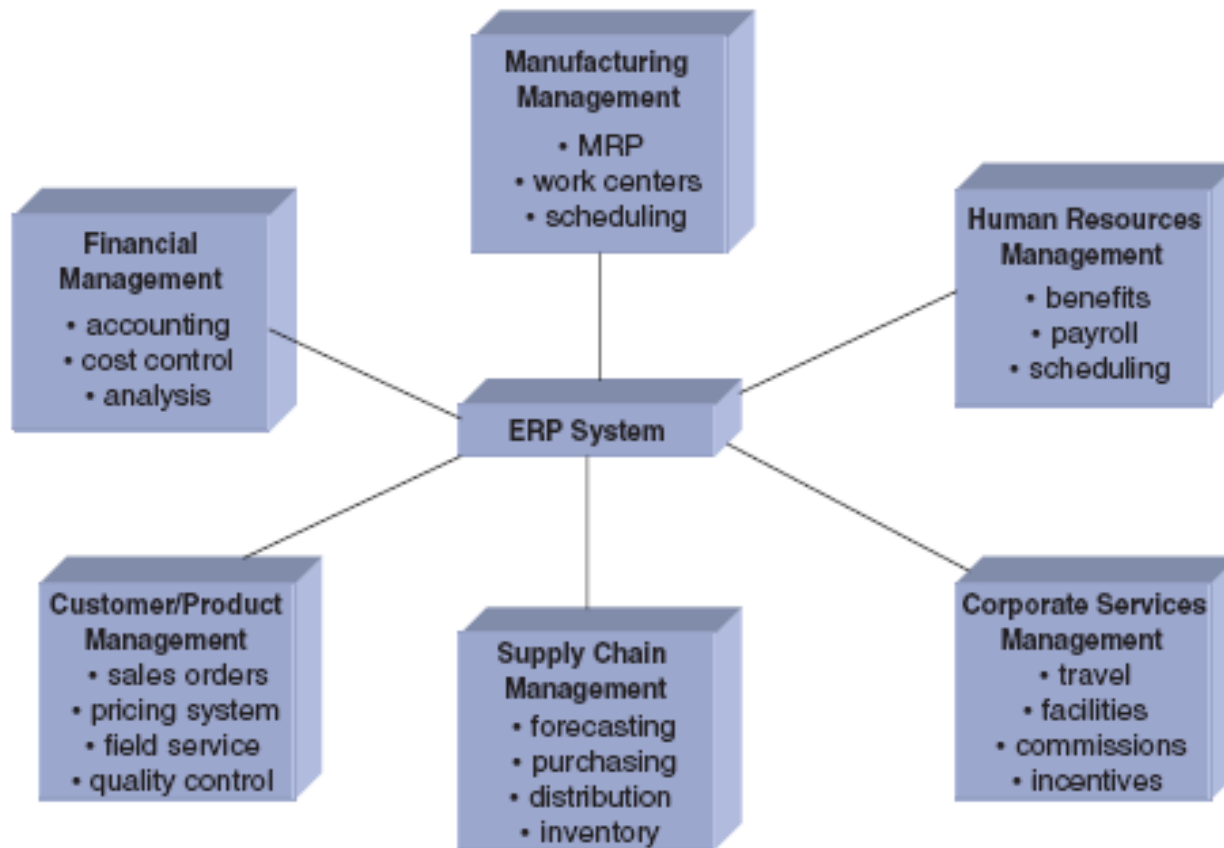 Manufacturing
Management
• MRP
• work centers
• scheduling
Financial
Management
• accounting
• cost control
• analysis
Human Resources
Management
• benefits
• payroll
• scheduling
ERP System
Customer/Product
Management
• sales orders
• pricing system
• field service
• quality control
Supply Chain
Management
• forecasting
• purchasing
• distribution
• inventory
Corporate Services
Management
• travel
• facilities
• commissions
• incentives